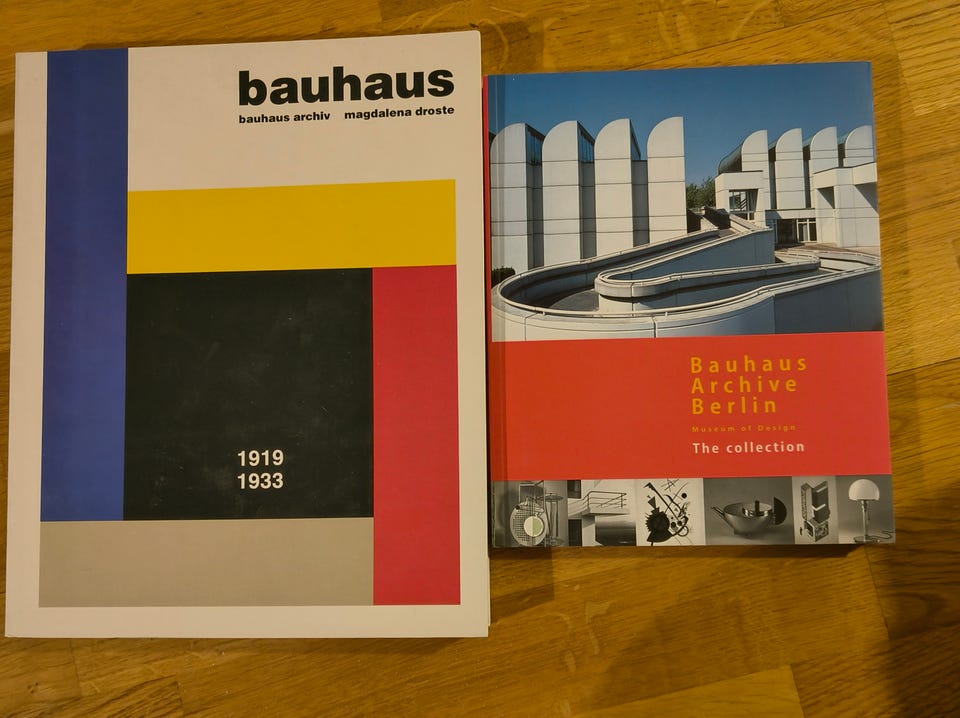 bauhaus
bauhaus archiv magdalena droste
1919
1933
Bauhaus
Archive
Berlin
Museum of Design
The collection